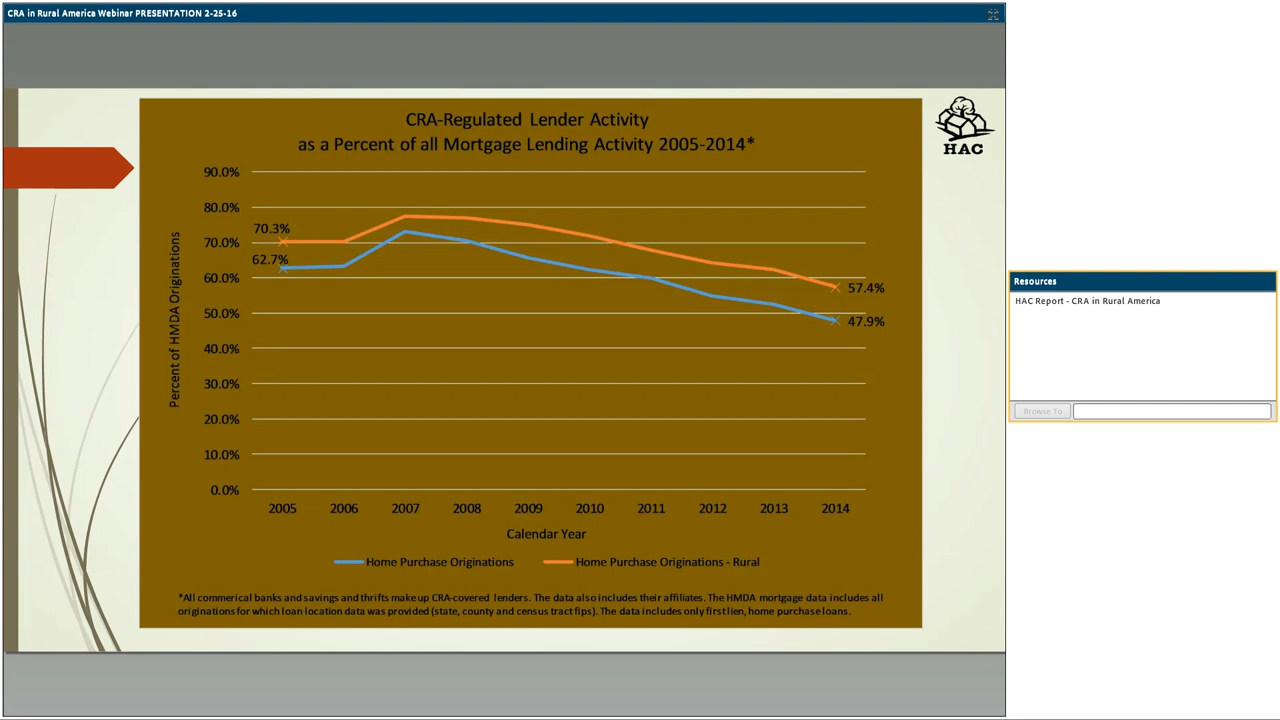 CRA in Rural America Webinar PRESENTATION 2-25-16
CRA-Regulated Lender Activity
as a Percent of all Mortgage Lending Activity 2005-2014*
HAC
90.0%
80.0%
70.0%
60.0%
50.0%
40.0%
30.0%
20.0%
10.0%
0.0%
Percent of HMDA Originations
70.3%
62.7%
57.4%
47.9%
2005 2006 2007 2008 2009 2010 2011 2012 2013 2014
Calendar Year
Home Purchase Originations Home Purchase Originations - Rural
*All commerical banks and savings and thrifts make up CRA-covered lenders. The data also includes their affiliates. The HMDA mortgage data includes all
originations for which loan location data was provided (state, county and census tract fips). The data includes only first lien, home purchase loans.
Resources
HAC Report - CRA in Rural America
Browse To